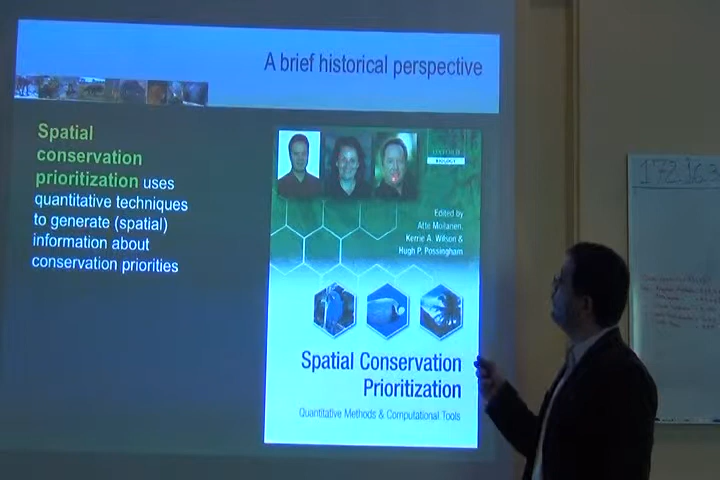 A brief historical perspective
Spatial
conservation
prioritization uses
quantitative techniques
to generate (spatial)
information about
conservation priorities
OXFORD
BIOLOGY
Edited by
Atte Moilanen,
Kerrie A. Wilson &
Hugh P. Possingham
Spatial Conservation
Prioritization
Quantitative Methods & Computational Tools